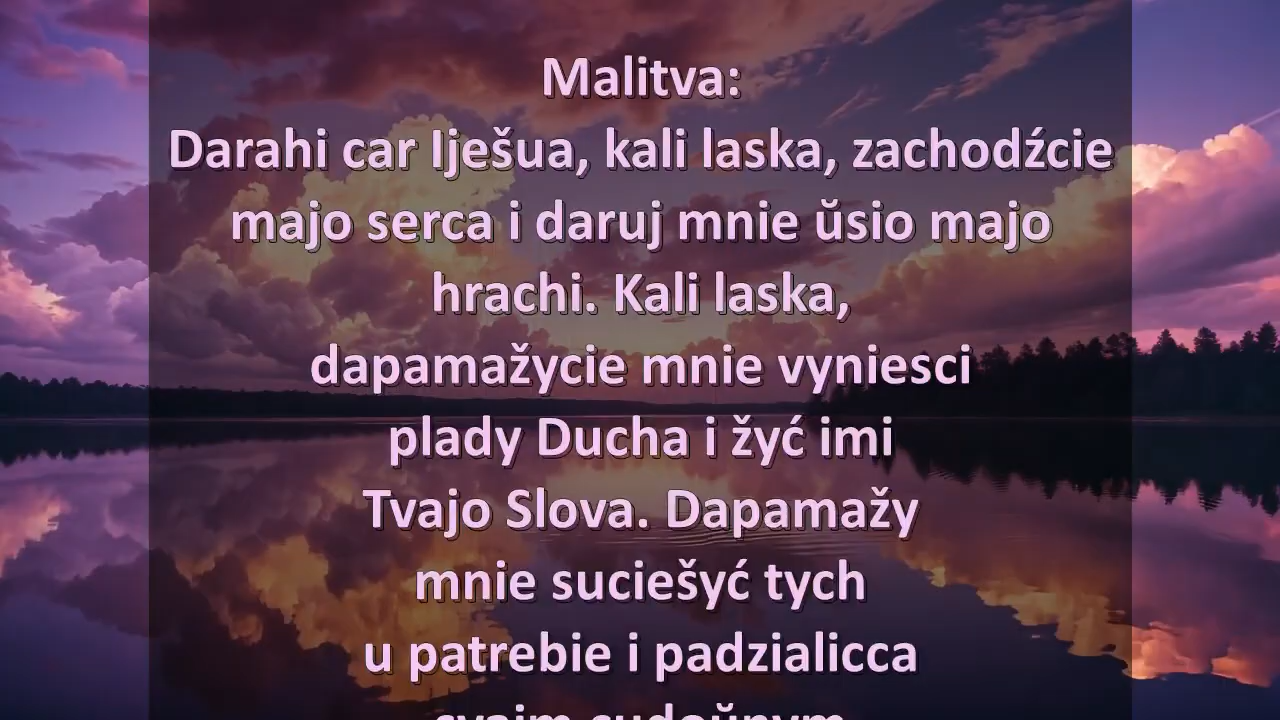 Malitva:
Darahi car Iješua, kali laska, zachodźcie
majo serca i daruj mnie ŭsio majo
hrachi. Kali laska,
dapamažycie mnie vyniesci
plady Ducha i žyć imi
Tvajo Slova. Dapamažy
mnie suciešyć tych
u patrebie i padzialicca